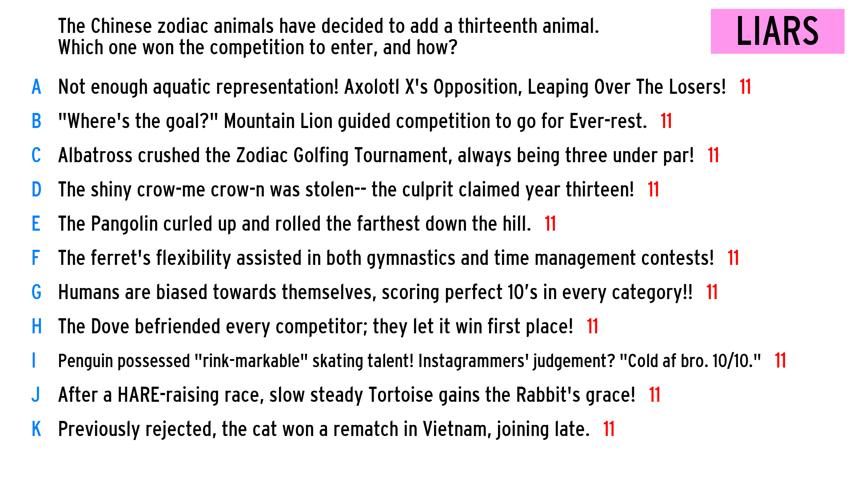 The Chinese zodiac animals have decided to add a thirteenth animal.
Which one won the competition to enter, and how?
LIARS
A Not enough aquatic representation! Axolotl X's Opposition, Leaping Over The Losers! 11
B "Where's the goal?" Mountain Lion guided competition to go for Ever-rest. 11
C Albatross crushed the Zodiac Golfing Tournament, always being three under par! 11
D The shiny crow-me crow-n was stolen-- the culprit claimed year thirteen! 11
E The Pangolin curled up and rolled the farthest down the hill. 11
F The ferret's flexibility assisted in both gymnastics and time management contests! 11
G Humans are biased towards themselves, scoring perfect 10’s in every category!! 11
H The Dove befriended every competitor; they let it win first place! 11
I Penguin possessed "rink-markable" skating talent! Instagrammers' judgement? "Cold af bro. 10/10." 11
J After a HARE-raising race, slow steady Tortoise gains the Rabbit's grace! 11
K Previously rejected, the cat won a rematch in Vietnam, joining late. 11